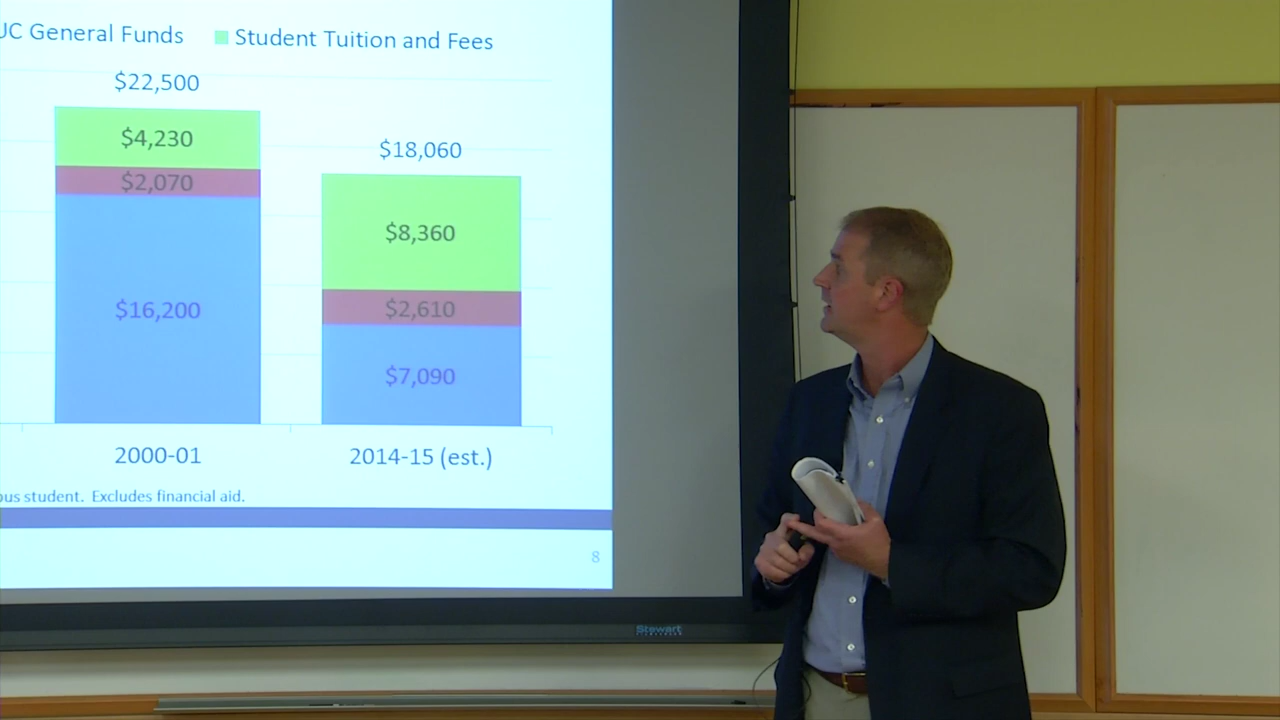 UC General Funds Student Tuition and Fees
$22,500
$4,230
$2,070
$16,200
$18,060
$8,360
$2,610
$7,090
2000-01 2014-15 (est.)
student. Excludes financial aid.
8
Stewart